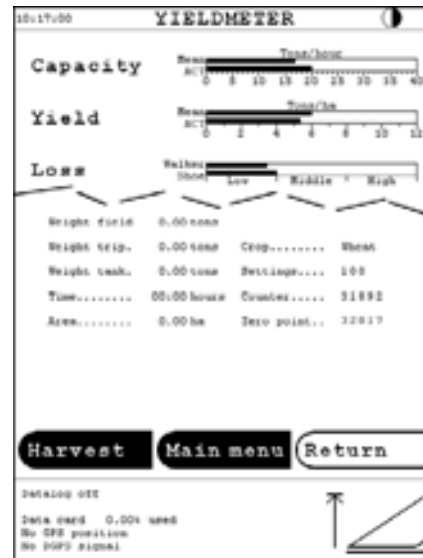 10:17:00 YIELDMETER
Tons/hour
Capacity Mean
ACT
0 5 10 15 20 25 30 35 40
Tons/ha
Yield Mean
ACT
0 2 4 6 8 10 12
Loss Walker
Shoe Low Middle High
Weight field 0.00 tons
Weight trip. 0.00 tons Crop........ Wheat
Weight tank. 0.00 tons Settings.... 100
Time........ 00:00 hours Counter..... 31892
Area........ 0.00 ha Zero point.. 32817
Harvest Main menu Return
Datalog off
Data card 0.00% used
No GPS position
No DGPS signal